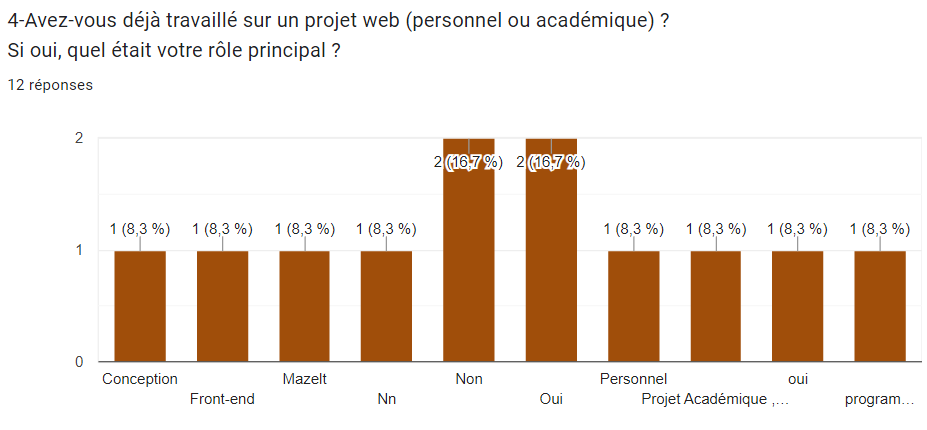 4-Avez-vous déjà travaillé sur un projet web (personnel ou académique) ?
Si oui, quel était votre rôle principal ?
12 réponses
2
2 (16,7 %) 2 (16,7 %)
1 (8,3 %) 1 (8,3 %) 1 (8,3 %) 1 (8,3 %) 1 (8,3 %) 1 (8,3 %) 1 (8,3 %) 1 (8,3 %)
1
0
Conception Mazelt Non Personnel oui
Front-end Nn Oui Projet Académique ,... program...